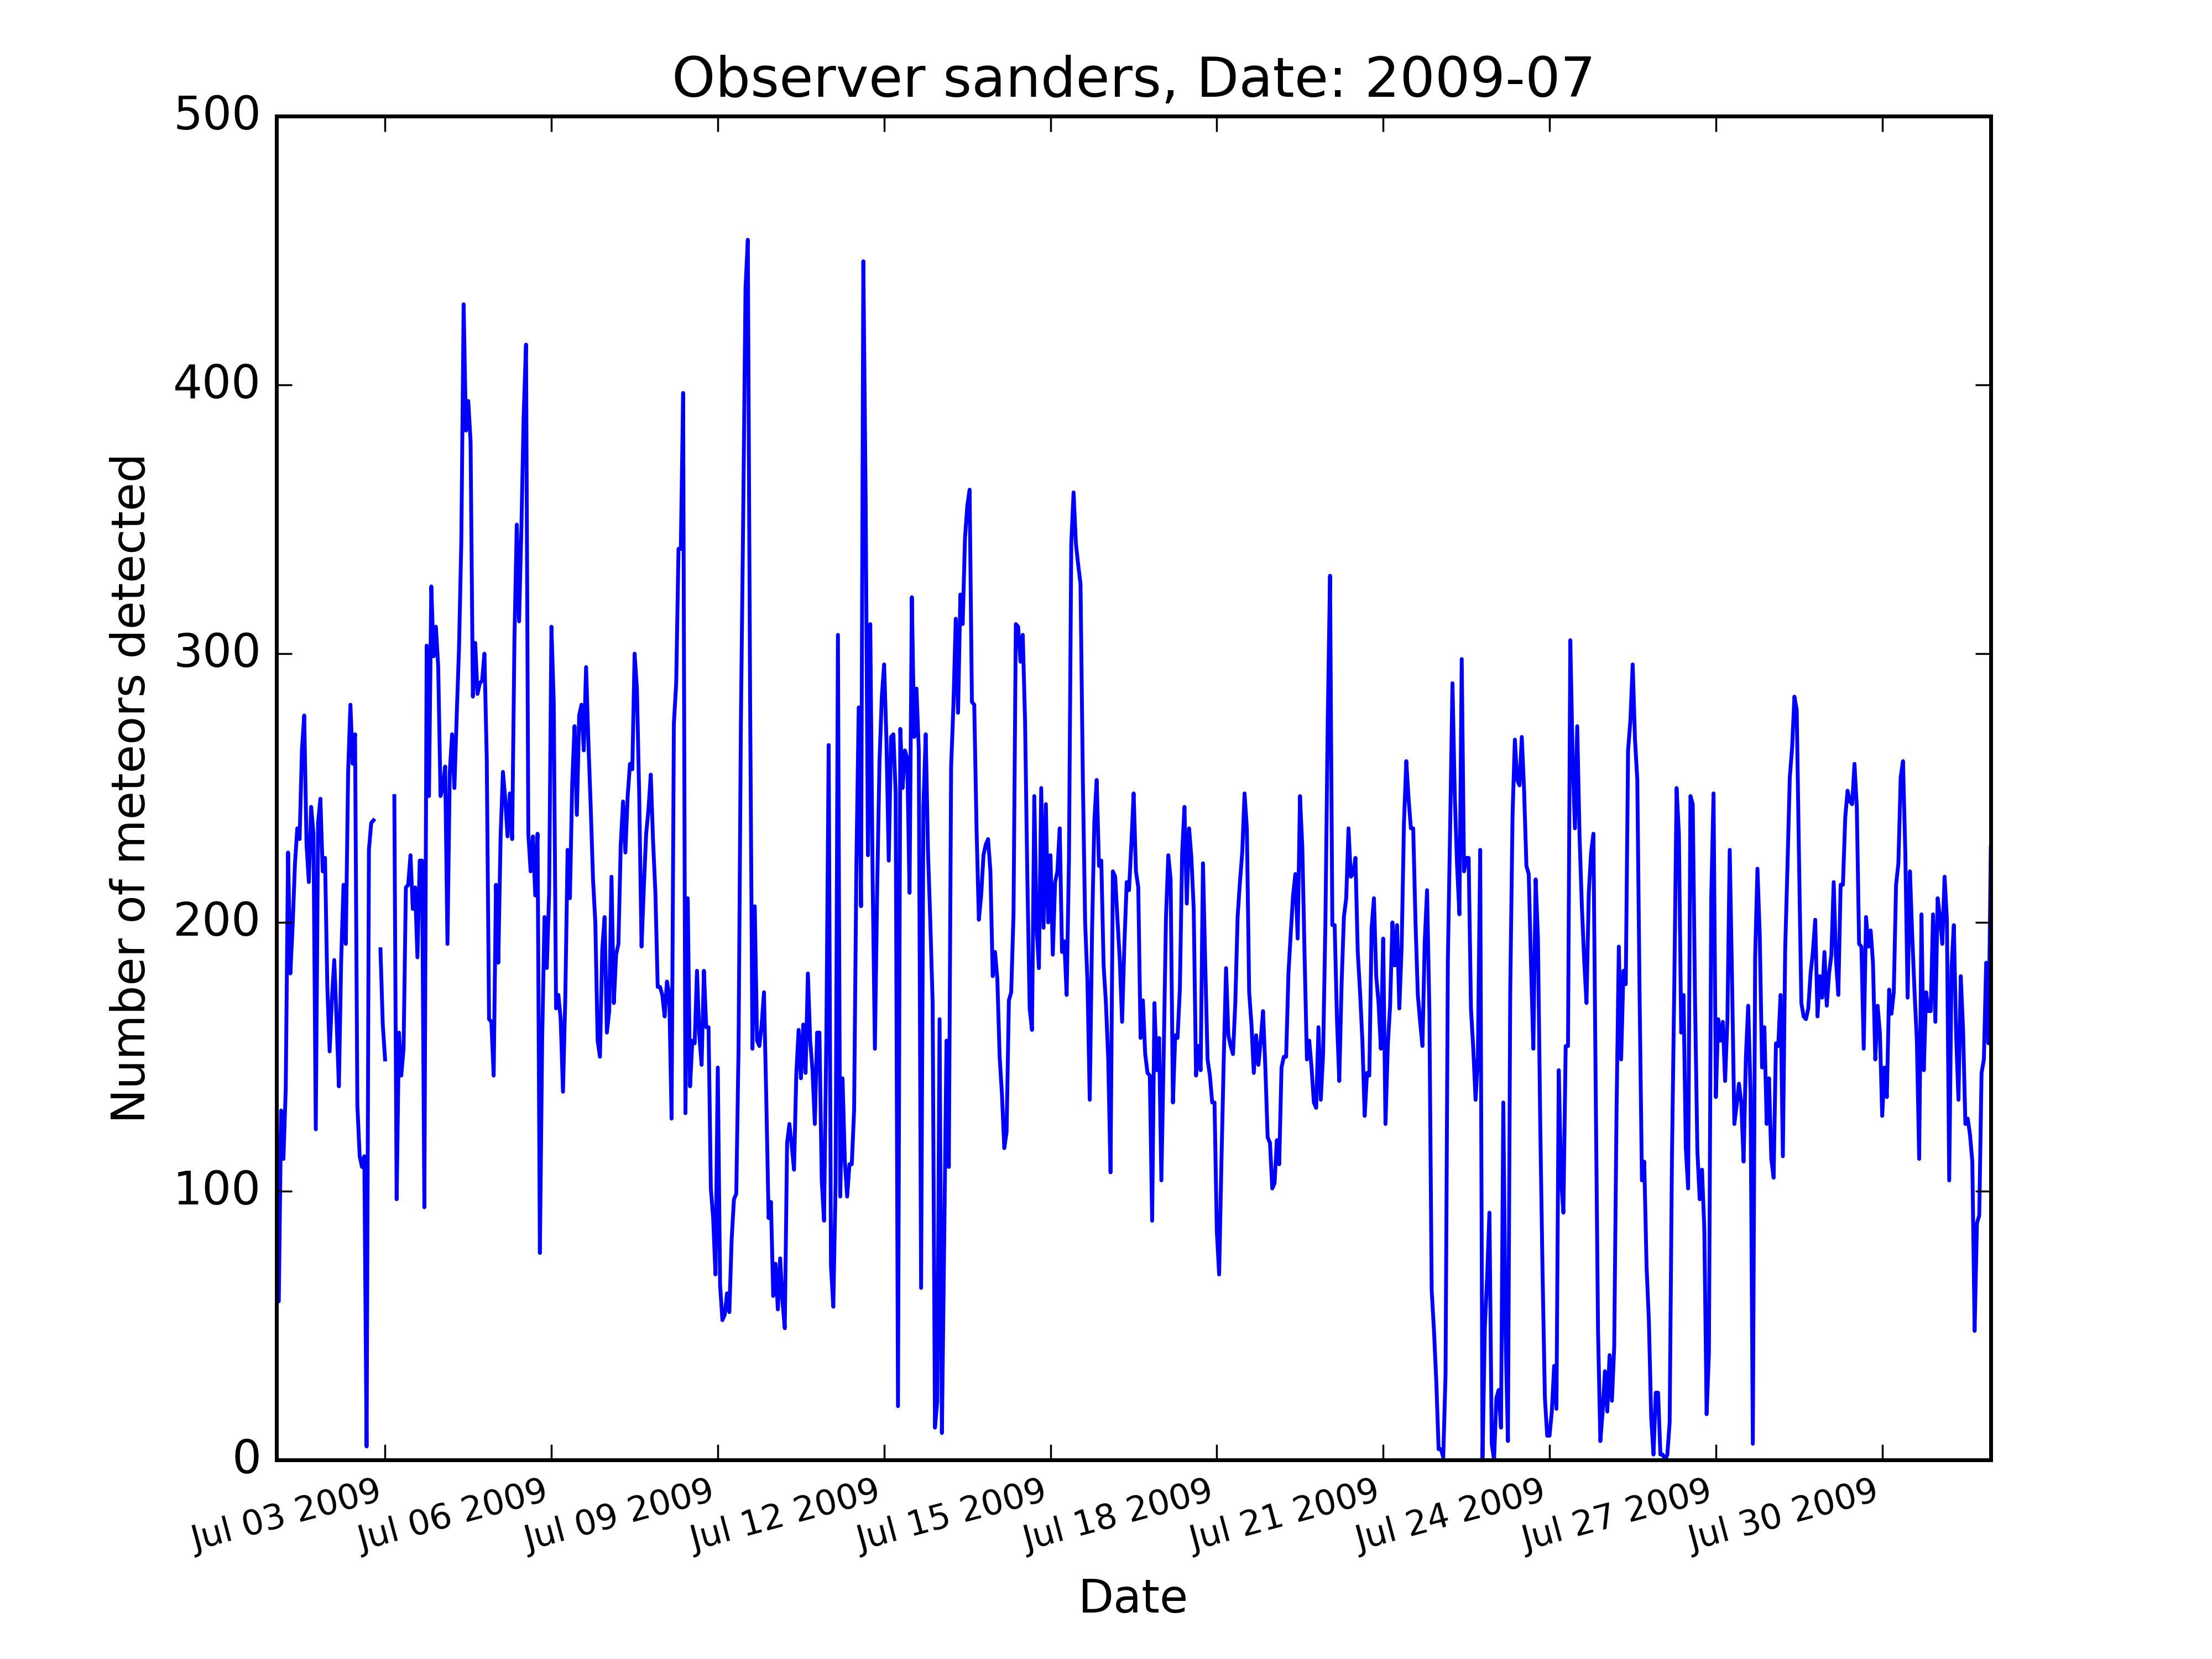 Observer sanders, Date: 2009-07
500
400
300
200
100
0
Number of meteors detected
Jul 03 2009
Jul 06 2009
Jul 09 2009
Jul 12 2009
Jul 15 2009
Jul 18 2009
Jul 21 2009
Jul 24 2009
Jul 27 2009
Jul 30 2009
Date